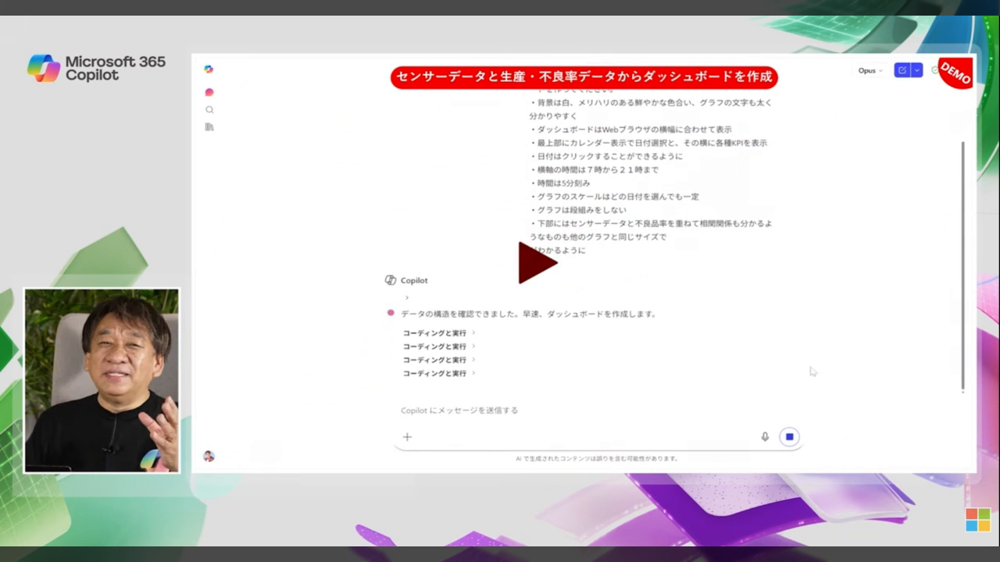 Microsoft 365
Copilot
センサーデータと生産・不良率データからダッシュボードを作成
Opus
DEMO
・背景は白、メリハリのある鮮やかな色合い、グラフの文字も太く
分かりやすく
・ダッシュボードはWebブラウザの横幅に合わせて表示
・最上部にカレンダー表示で日付選択と、その横に各種KPIを表示
・日付はクリックすることができるように
・横軸の時間は７時から２１時まで
・時間は5分刻み
・グラフのスケールはどの日付を選んでも一定
・グラフは段組みをしない
・下部にはセンサーデータと不良品率を重ねて相関関係も分かるよ
うなものも他のグラフと同じサイズで
わかるように
Copilot
データの構造を確認できました。早速、ダッシュボードを作成します。
コーディングと実行
コーディングと実行
コーディングと実行
コーディングと実行
Copilot にメッセージを送信する
AI で生成されたコンテンツは誤りを含む可能性があります。